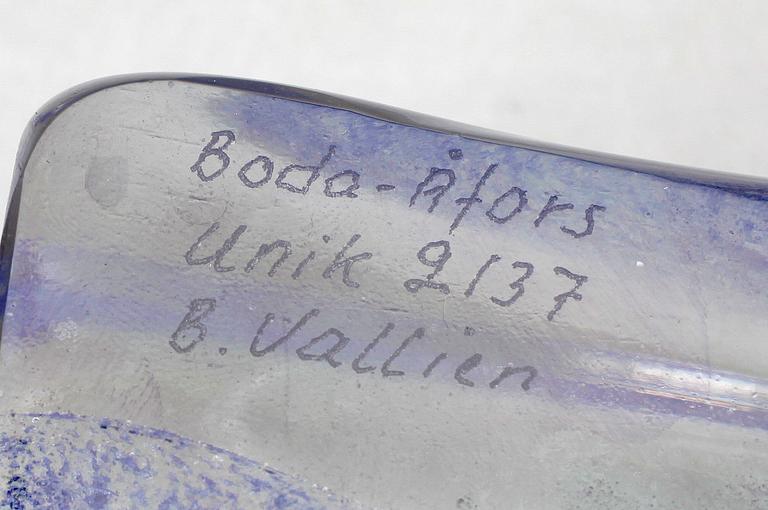 Boda-Åfors
Unik 2137
B. Vallien